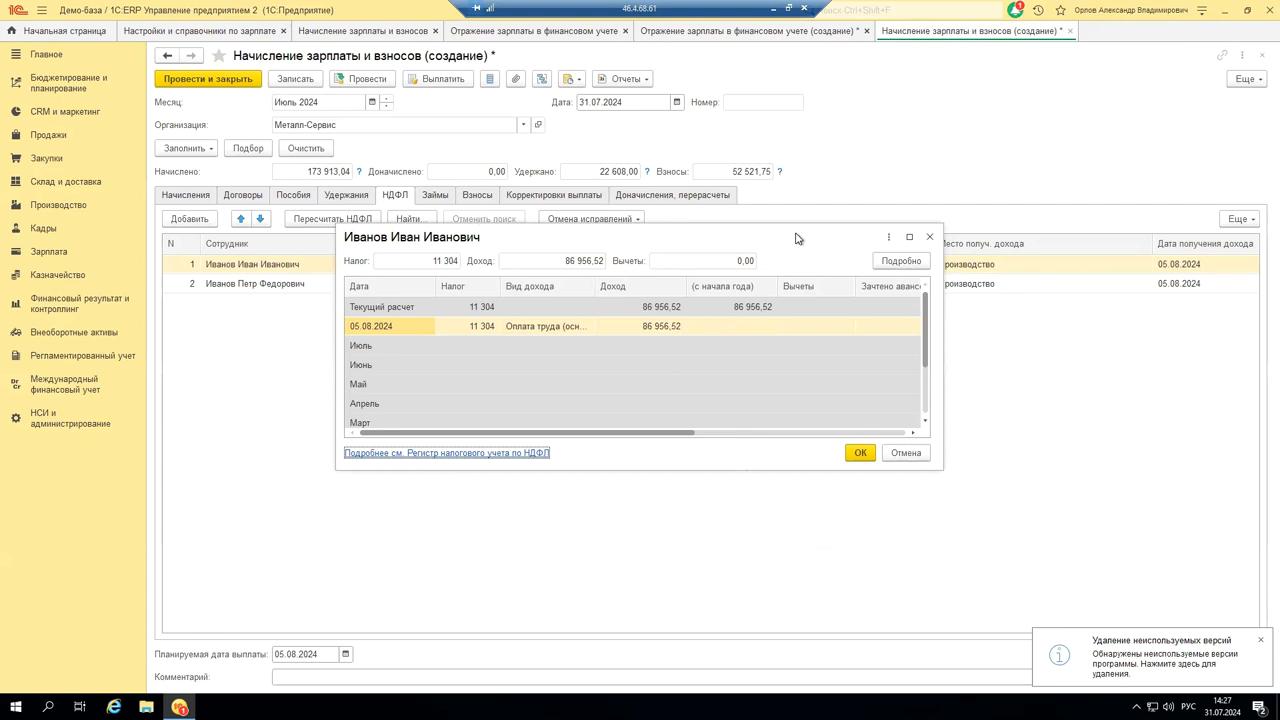 46.4.68.61
Демо-база / 1С:ERP Управление предприятием 2 (1С:Предприятие)
Поиск Ctrl+Shift+F
Орлов Александр Владимирович
Начальная страница
Настройки и справочники по зарплате
Начисление зарплаты и взносов
Отражение зарплаты в финансовом учете
Отражение зарплаты в финансовом учете (создание) *
Начисление зарплаты и взносов (создание) *
Главное
Бюджетирование и
планирование
CRM и маркетинг
Продажи
Закупки
Склад и доставка
Производство
Кадры
Зарплата
Казначейство
Финансовый результат и
контроллинг
Внеоборотные активы
Регламентированный учет
Международный
финансовый учет
НСИ и
администрирование
Начисление зарплаты и взносов (создание) *
Провести и закрыть
Записать
Провести
Выплатить
Отчеты
Еще
Месяц: Июль 2024
Дата: 31.07.2024
Номер:
Организация: Металл-Сервис
Заполнить
Подбор
Очистить
Начислено: 173 913,04 ?
Доначислено: 0,00
Удержано: 22 608,00 ?
Взносы: 52 521,75 ?
Начисления
Договоры
Пособия
Удержания
НДФЛ
Займы
Взносы
Корректировки выплаты
Доначисления, перерасчеты
Добавить
Пересчитать НДФЛ
Найти...
Отменить поиск
Отмена исправлений
Еще
N Сотрудник
Место получ. дохода
Дата получения дохода
1 Иванов Иван Иванович
производство
05.08.2024
2 Иванов Петр Федорович
производство
05.08.2024
Иванов Иван Иванович
Налог: 11 304 Доход: 86 956,52 Вычеты: 0,00 Подробно
Дата Налог Вид дохода Доход (с начала года) Вычеты Зачтено аванс
Текущий расчет 11 304 86 956,52 86 956,52
05.08.2024 11 304 Оплата труда (осн... 86 956,52
Июль
Июнь
Май
Апрель
Март
Подробнее см. Регистр налогового учета по НДФЛ
ОК
Отмена
Планируемая дата выплаты: 05.08.2024
Комментарий:
Удаление неиспользуемых версий
Обнаружены неиспользуемые версии
программы. Нажмите здесь для
удаления.
РУС
14:27
31.07.2024